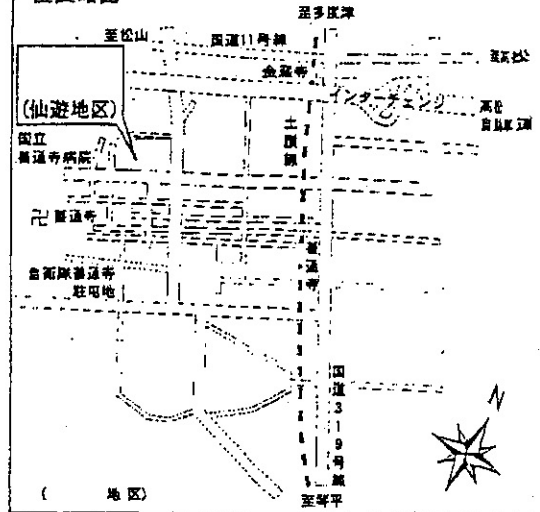 至多度津
至松山
国道11号線
至高松
金蔵寺
インターチェンジ
高松
自動車道
(仙遊地区)
土讃線
国立
善通寺病院
卍善通寺
善通寺
自衛隊善通寺
駐屯地
国道319号線
N
( 地区)
至琴平